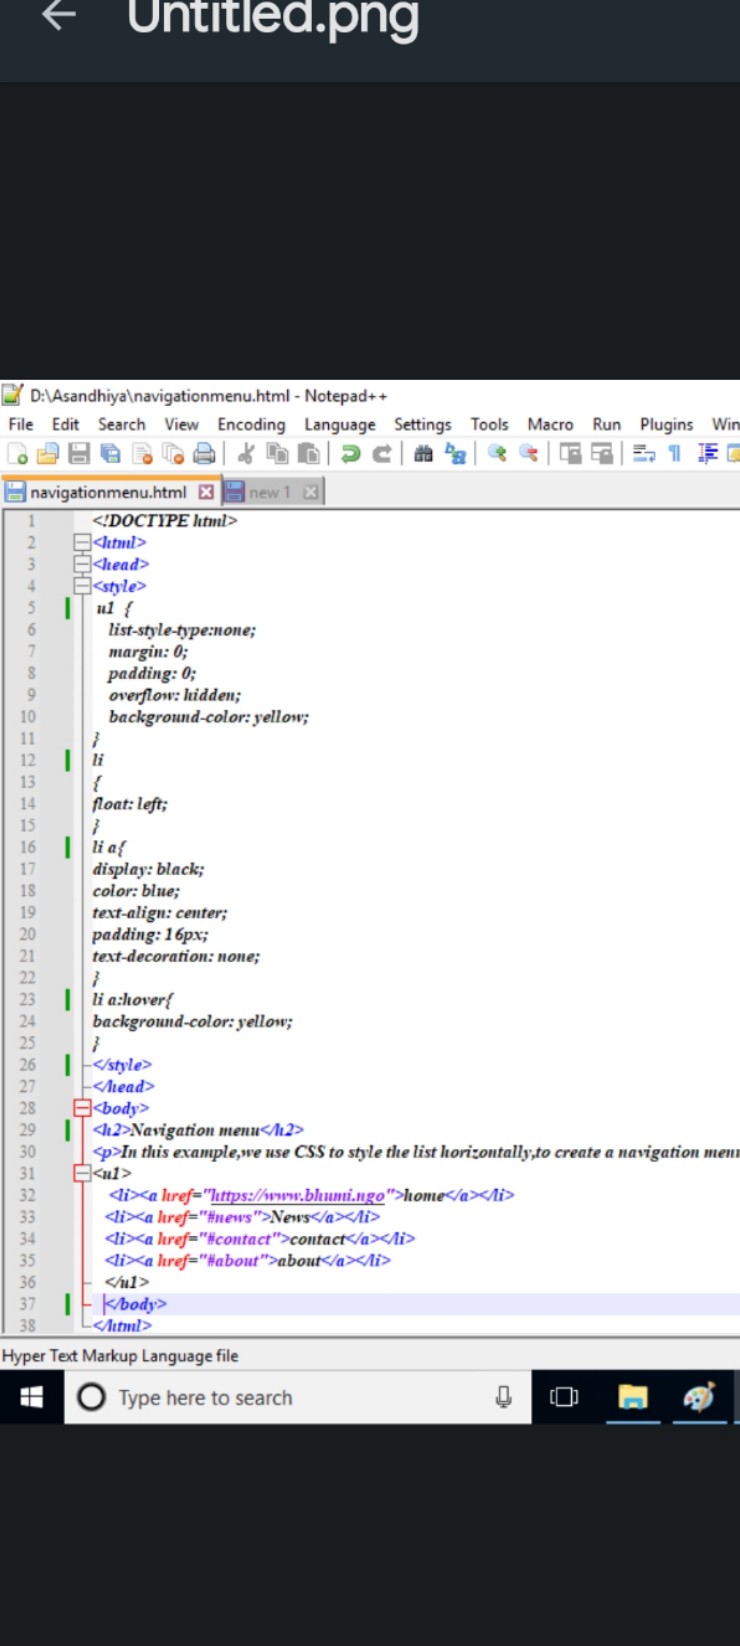 Untitled.png
D:\Asandhiya\navigationmenu.html - Notepad++
File Edit Search View Encoding Language Settings Tools Macro Run Plugins
navigationmenu.html new 1
1 <!DOCTYPE html>
2 <html>
3 <head>
4 <style>
5 u1 {
6 list-style-type:none;
7 margin: 0;
8 padding: 0;
9 overflow: hidden;
10 background-color: yellow;
11 }
12 li
13 {
14 float: left;
15 }
16 li a{
17 display: black;
18 color: blue;
19 text-align: center;
20 padding: 16px;
21 text-decoration: none;
22 }
23 li a:hover{
24 background-color: yellow;
25 }
26 </style>
27 </head>
28 <body>
29 <h2>Navigation menu</h2>
30 <p>In this example,we use CSS to style the list horizontally,to create a navigation
31 <u1>
32 <li><a href="https://www.bhumi.ngo">home</a></li>
33 <li><a href="#news">News</a></li>
34 <li><a href="#contact">contact</a></li>
35 <li><a href="#about">about</a></li>
36 </u1>
37 </body>
38 </html>
Hyper Text Markup Language file
Type here to search